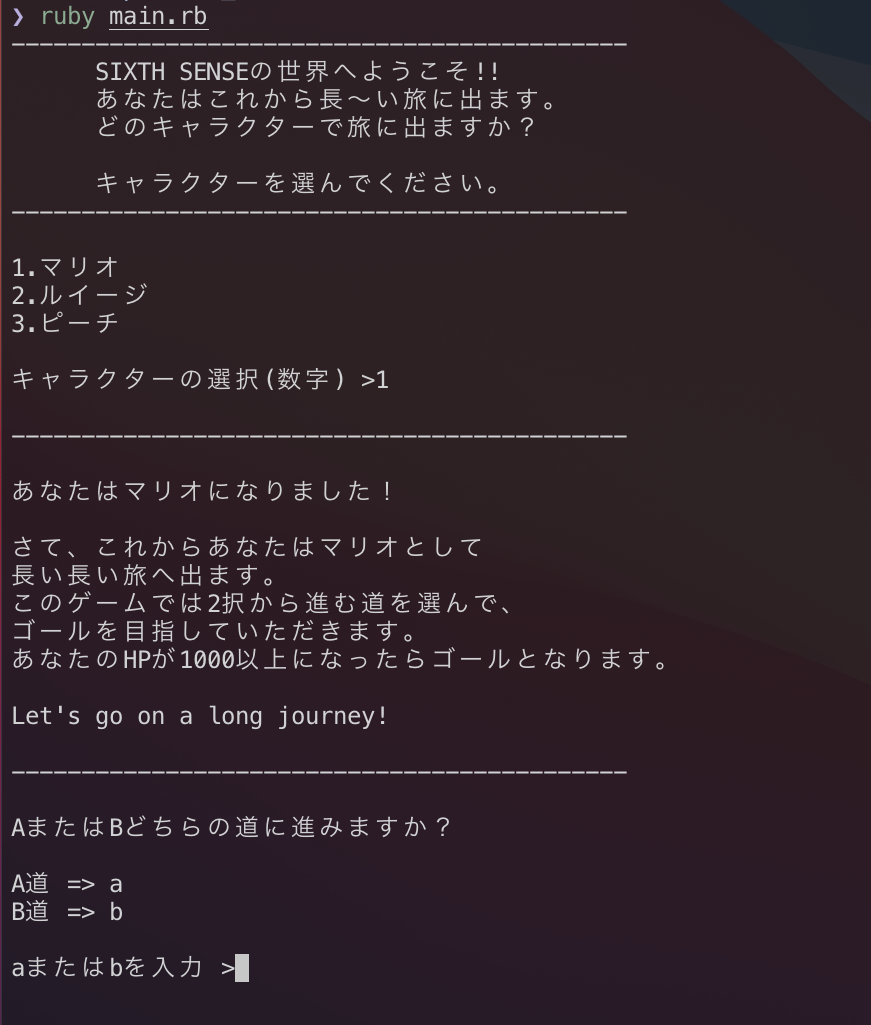 ❯ ruby main.rb
--------------------------------------------
SIXTH SENSEの世界へようこそ!!
あなたはこれから長〜い旅に出ます。
どのキャラクターで旅に出ますか？
キャラクターを選んでください。
--------------------------------------------
1.マリオ
2.ルイージ
3.ピーチ
キャラクターの選択(数字) >1
--------------------------------------------
あなたはマリオになりました！
さて、これからあなたはマリオとして
長い長い旅へ出ます。
このゲームでは2択から進む道を選んで、
ゴールを目指していただきます。
あなたのHPが1000以上になったらゴールとなります。
Let's go on a long journey!
--------------------------------------------
AまたはBどちらの道に進みますか？
A道 => a
B道 => b
aまたはbを入力 >